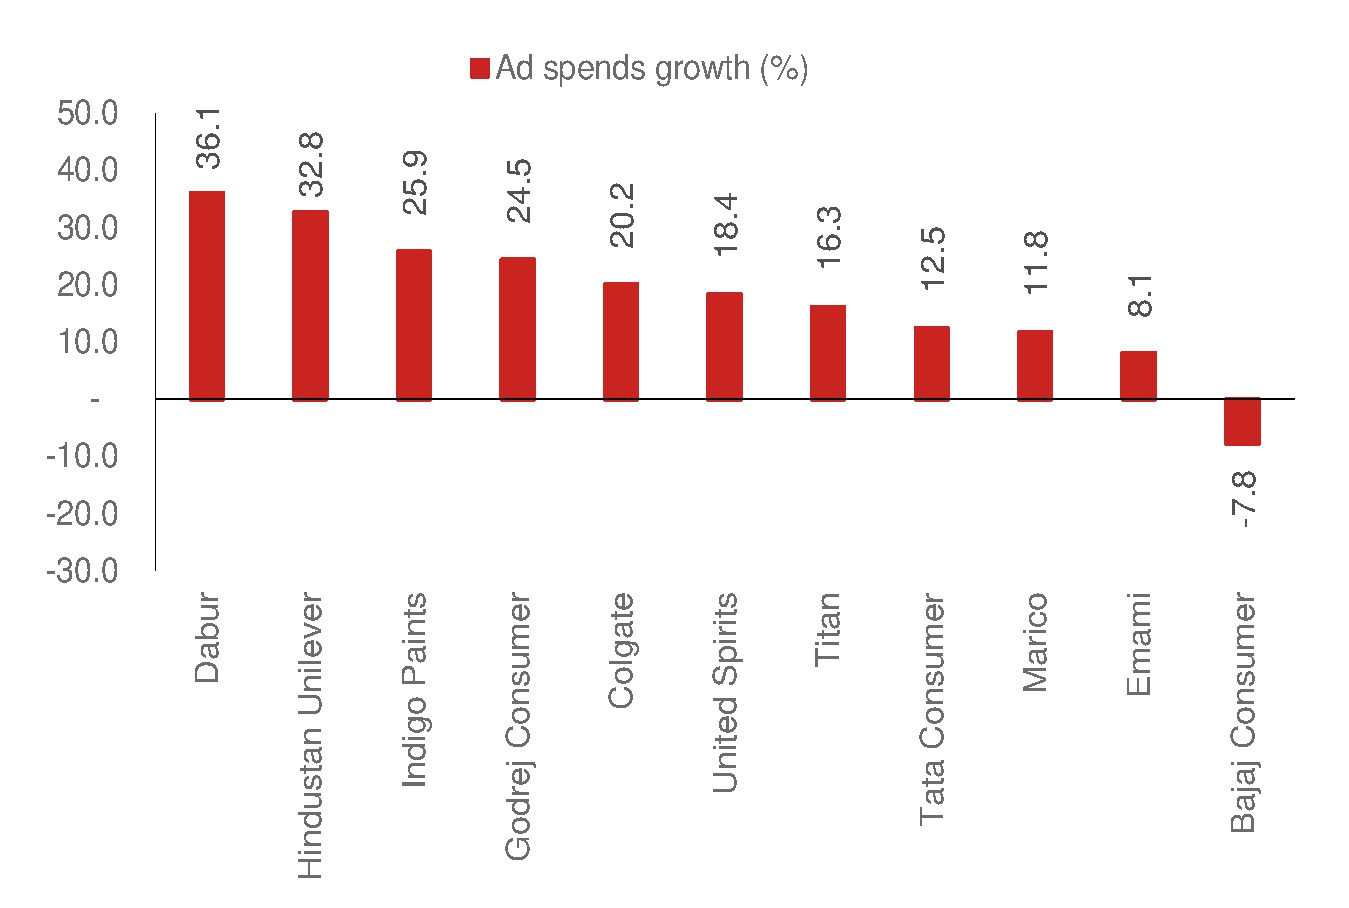 Ad spends growth (%)
50.0
40.0
30.0
20.0
10.0
-
-10.0
-20.0
-30.0
36.1
32.8
25.9
24.5
20.2
18.4
16.3
12.5
11.8
8.1
-7.8
Dabur
Hindustan Unilever
Indigo Paints
Godrej Consumer
Colgate
United Spirits
Titan
Tata Consumer
Marico
Emami
Bajaj Consumer